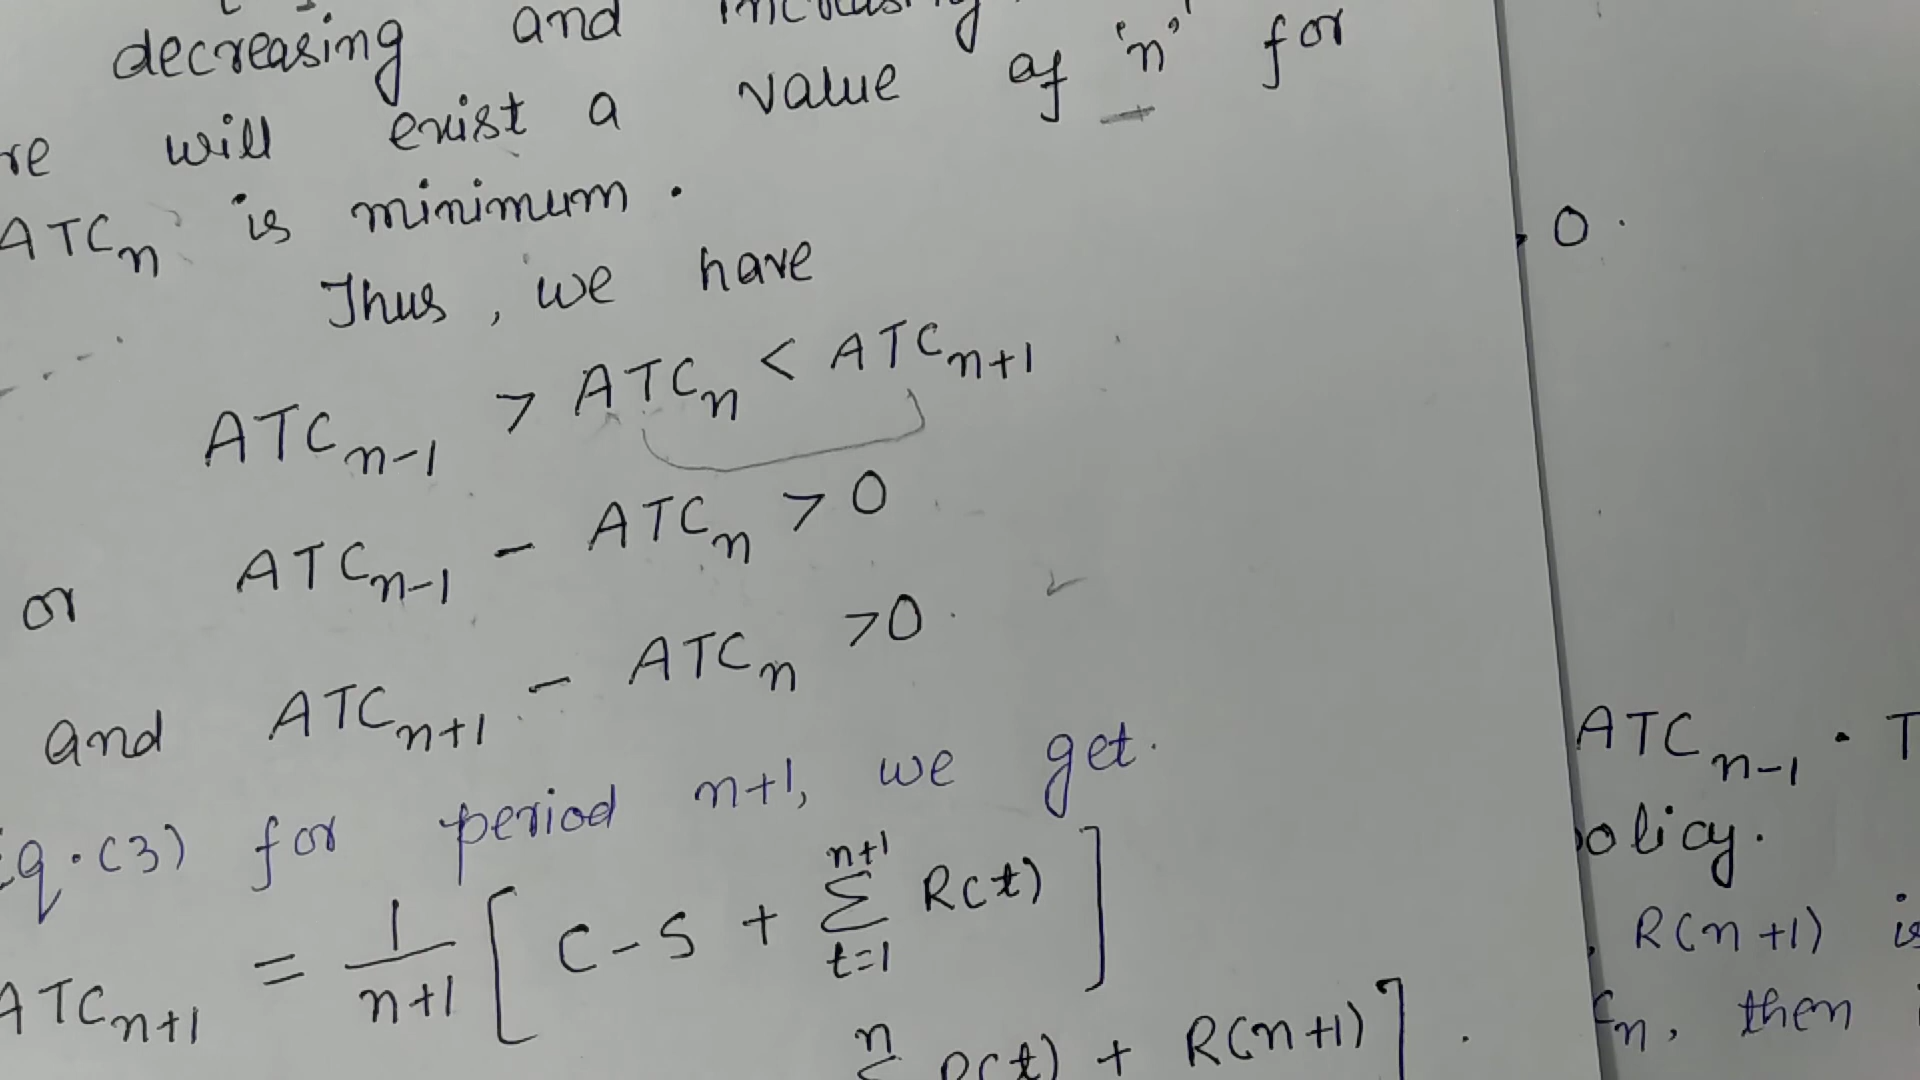 decreasing and
re will exist a value of 'n' for
ATCn is minimum.
Thus, we have
ATCn-1 > ATCn < ATCn+1
or ATCn-1 - ATCn > 0
and ATCn+1 - ATCn >0.
Eq.(3) for period n+1, we get.
ATCn+1 = 1/n+1 [C-S + n+1 Σ t=1 R(t)]
n Σ R(t) + R(n+1)].
0.
ATCn-1. T
policy.
, R(n+1) is
n, then